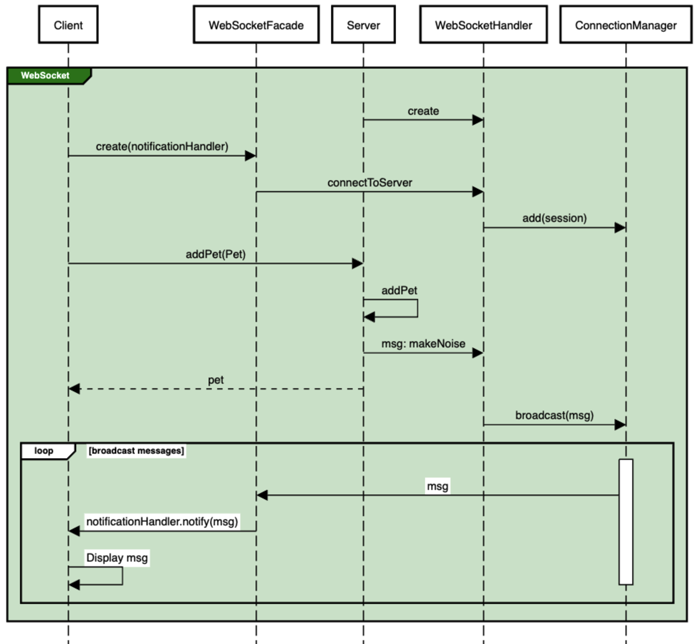 Client
WebSocketFacade
Server
WebSocketHandler
ConnectionManager
WebSocket
create
create(notificationHandler)
connectToServer
add(session)
addPet(Pet)
addPet
msg: makeNoise
pet
broadcast(msg)
loop
[broadcast messages]
msg
notificationHandler.notify(msg)
Display msg